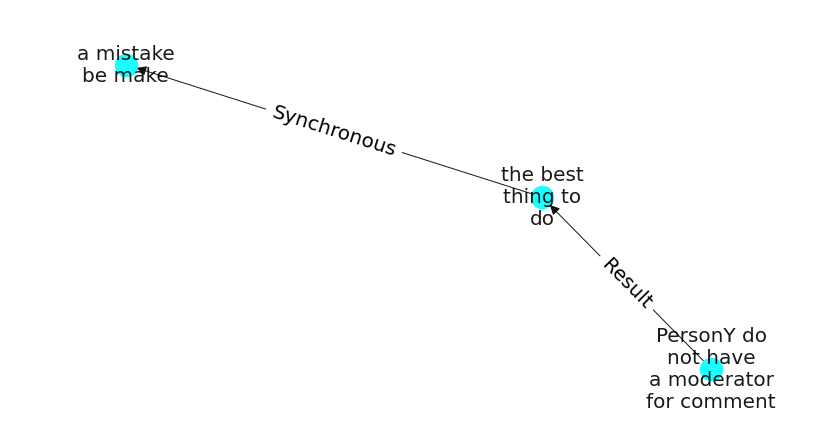 a mistake
be make
Synchronous
the best
thing to
do
Result
PersonY do
not have
a moderator
for comment